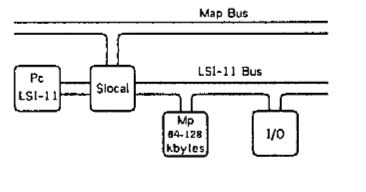 Map Bus
LSI-11 Bus
Pc
LSI-11
Slocal
Mp
64-128
kbytes
I/O